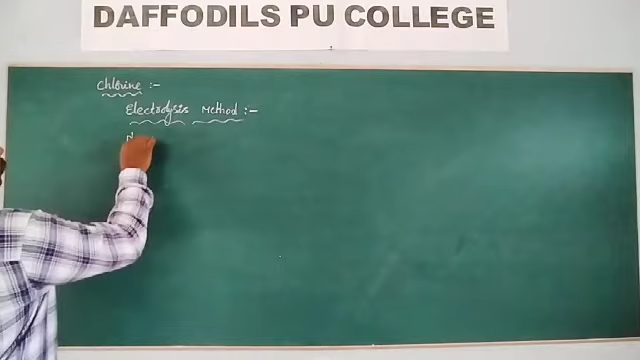 DAFFODILS PU COLLEGE
Chlorine :-
Electrolysis Method :-